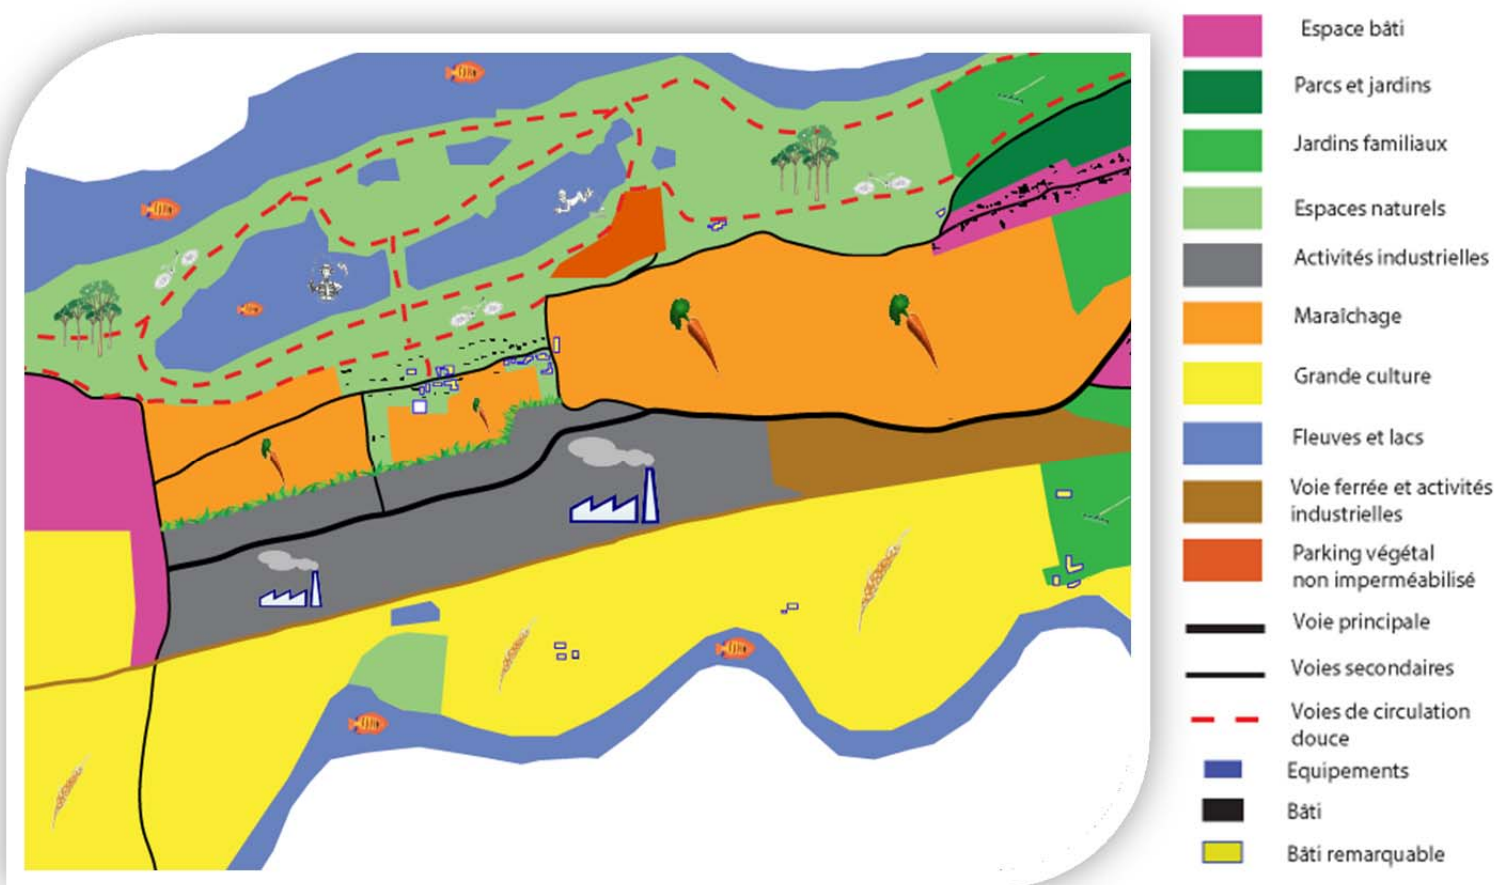 Espace bâti
Parcs et jardins
Jardins familiaux
Espaces naturels
Activités industrielles
Maraîchage
Grande culture
Fleuves et lacs
Voie ferrée et activités
industrielles
Parking végétal
non imperméabilisé
Voie principale
Voies secondaires
Voies de circulation
douce
Equipements
Bâti
Bâti remarquable